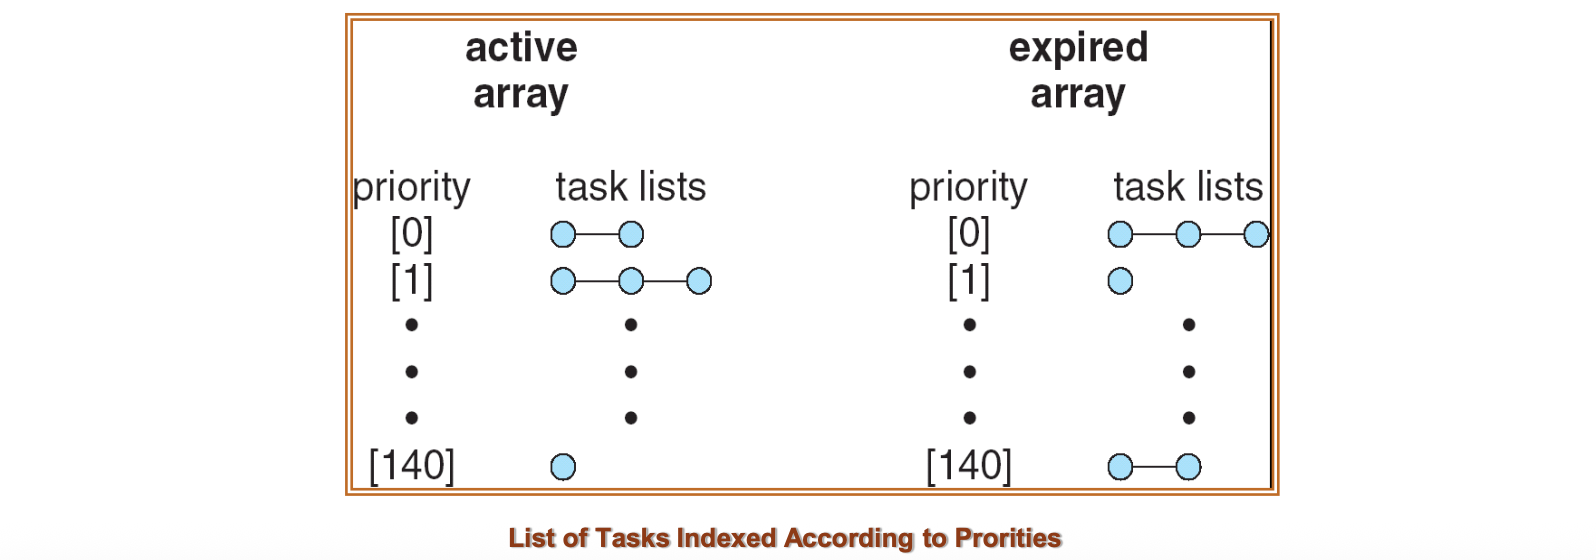 active
array
expired
array
priority task lists
[0]
[1]
[140]
priority task lists
[0]
[1]
[140]
List of Tasks Indexed According to Prorities